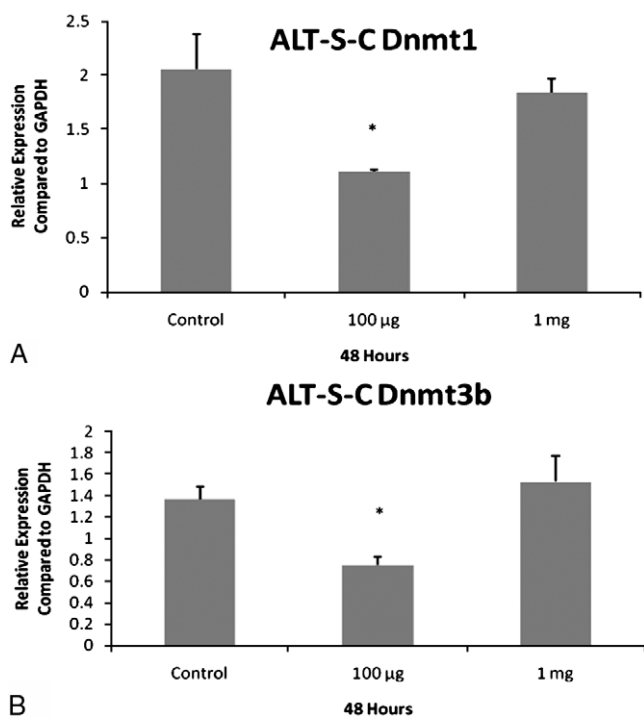 ALT-S-C Dnmt1
Relative Expression
Compared to GAPDH
2.5
2
1.5
1
0.5
0
*
Control 100 µg 1 mg
48 Hours
A
ALT-S-C Dnmt3b
Relative Expression
Compared to GAPDH
2
1.8
1.6
1.4
1.2
1
0.8
0.6
0.4
0.2
0
*
Control 100 µg 1 mg
48 Hours
B